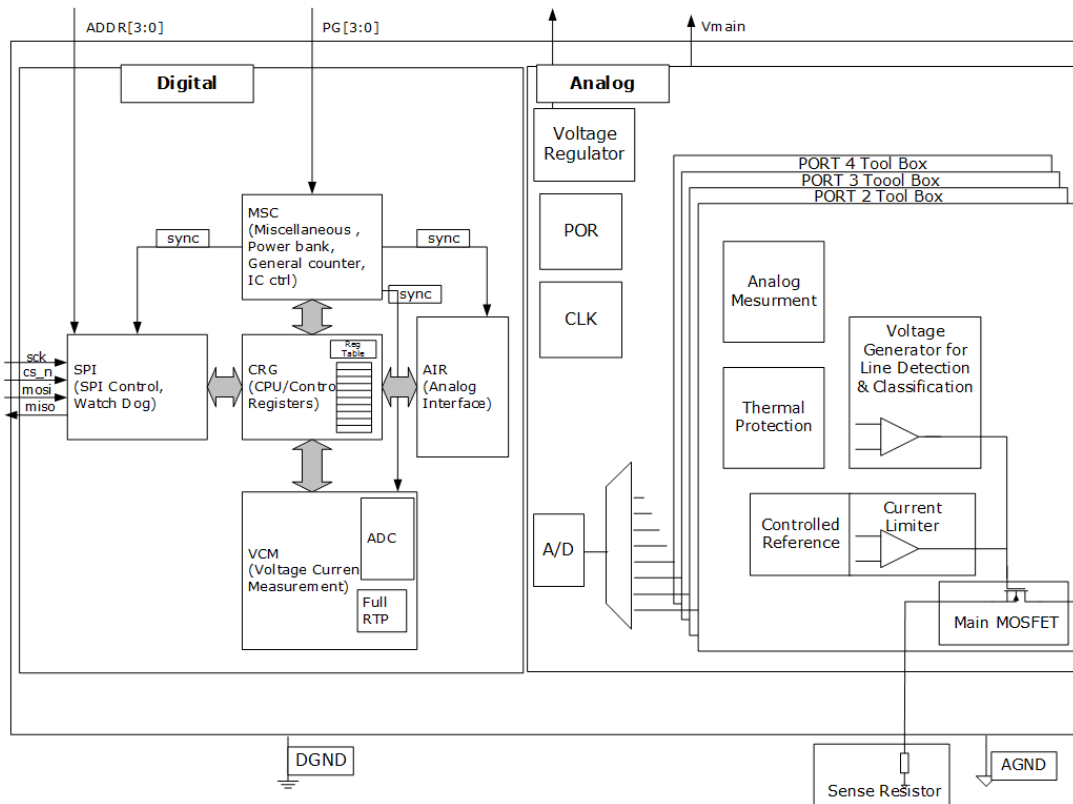 ADDR[3:0]
PG[3:0]
Vmain
Digital
Analog
Voltage
Regulator
PORT 4 Tool Box
PORT 3 Toool Box
PORT 2 Tool Box
MSC
(Miscellaneous ,
Power bank,
General counter,
IC ctrl)
sync
sync
sync
POR
CLK
Analog
Mesurment
Thermal
Protection
Voltage
Generator for
Line Detection
& Classification
sck
cs_n
mosi
miso
SPI
(SPI Control,
Watch Dog)
CRG
(CPU/Control
Registers)
Reg
Table
AIR
(Analog
Interface)
VCM
(Voltage Current
Measurement)
ADC
Full
RTP
A/D
Controlled
Reference
Current
Limiter
Main MOSFET
DGND
Sense Resistor
AGND